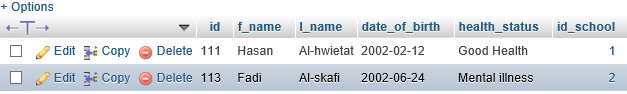 + Options
←T→ id f_name l_name date_of_birth health_status id_school
Edit Copy Delete 111 Hasan Al-hwietat 2002-02-12 Good Health 1
Edit Copy Delete 113 Fadi Al-skafi 2002-06-24 Mental illness 2